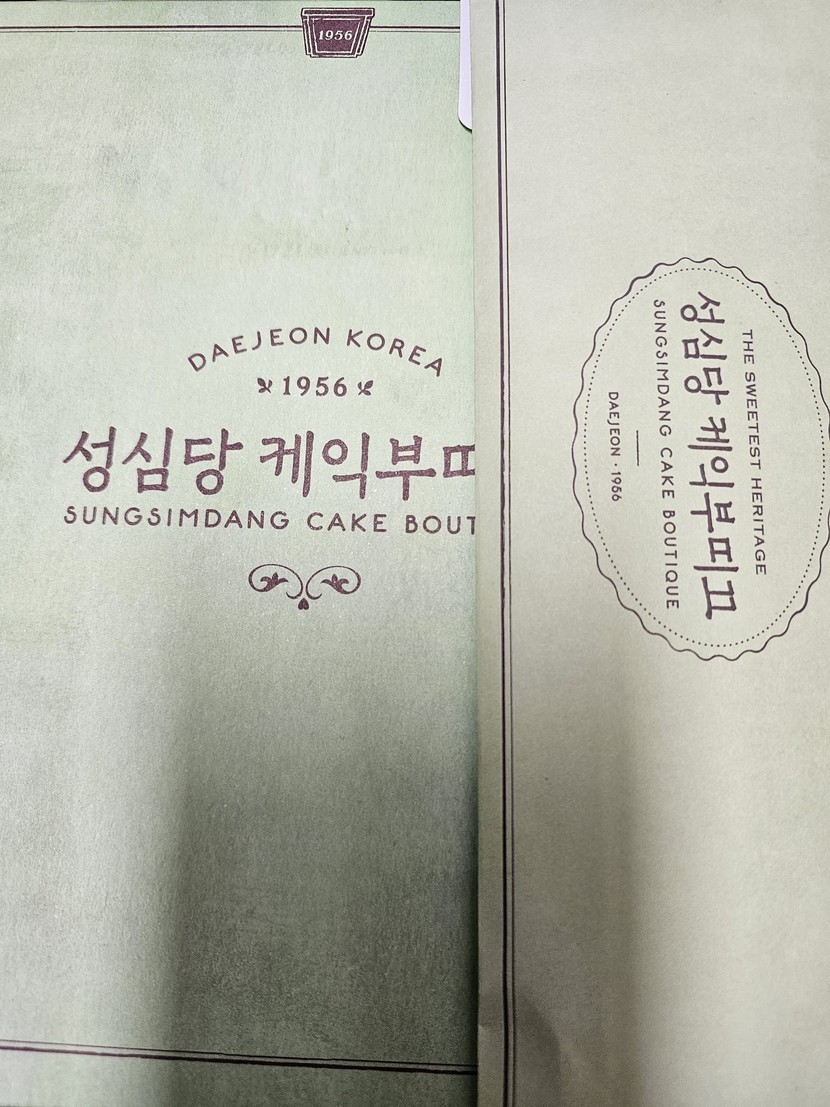 1956
DAEJEON KOREA
1956
성심당 케익부띠
SUNGSIMDANG CAKE BOUT
THE SWEETEST HERITAGE
성심당 케익부띠끄
SUNGSIMDANG CAKE BOUTIQUE
DAEJEON · 1956